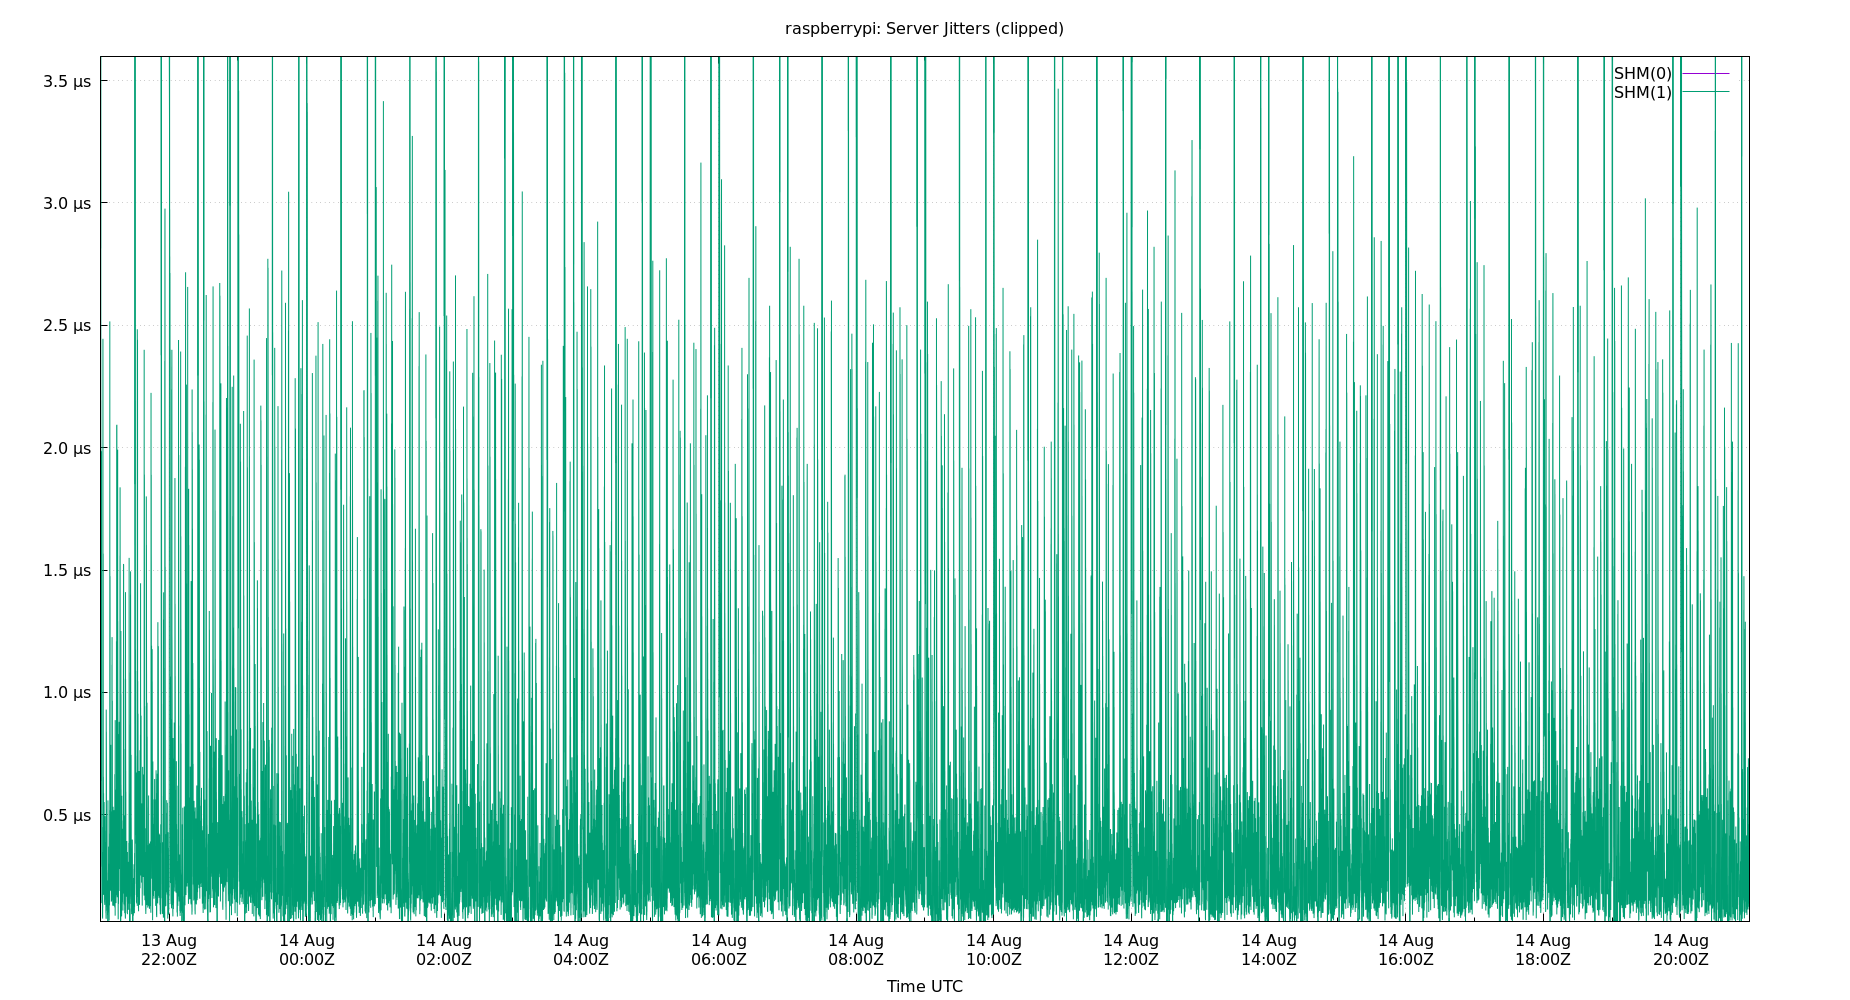 raspberrypi: Server Jitters (clipped)
SHM(0)
SHM(1)
3.5 µs
3.0 µs
2.5 µs
2.0 µs
1.5 µs
1.0 µs
0.5 µs
13 Aug 14 Aug 14 Aug 14 Aug 14 Aug 14 Aug 14 Aug 14 Aug 14 Aug 14 Aug 14 Aug 14 Aug
22:00Z 00:00Z 02:00Z 04:00Z 06:00Z 08:00Z 10:00Z 12:00Z 14:00Z 16:00Z 18:00Z 20:00Z
Time UTC